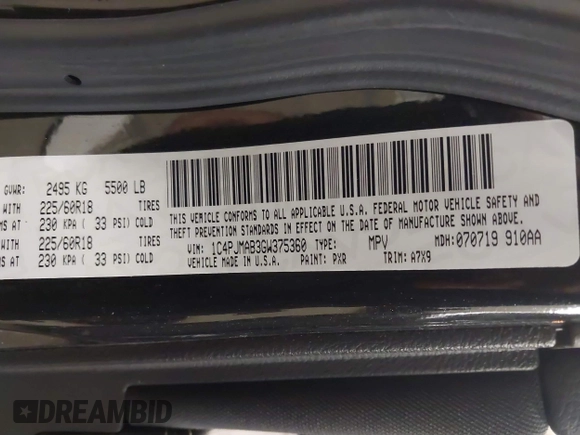 GVWR: 2495 KG 5500 LB
WITH 225/60R18 TIRES
MS AT 230 KPA ( 33 PSI) COLD
WITH 225/60R18 TIRES
MS AT 230 KPA ( 33 PSI) COLD
THIS VEHICLE CONFORMS TO ALL APPLICABLE U.S.A. FEDERAL MOTOR VEHICLE SAFETY AND
THEFT PREVENTION STANDARDS IN EFFECT ON THE DATE OF MANUFACTURE SHOWN ABOVE.
VIN: 1C4PJMAB3GW375360 TYPE: MPV MDH: 070719 910AA
VEHICLE MADE IN U.S.A. PAINT: PXR TRIM: A7X9
DREAMBID